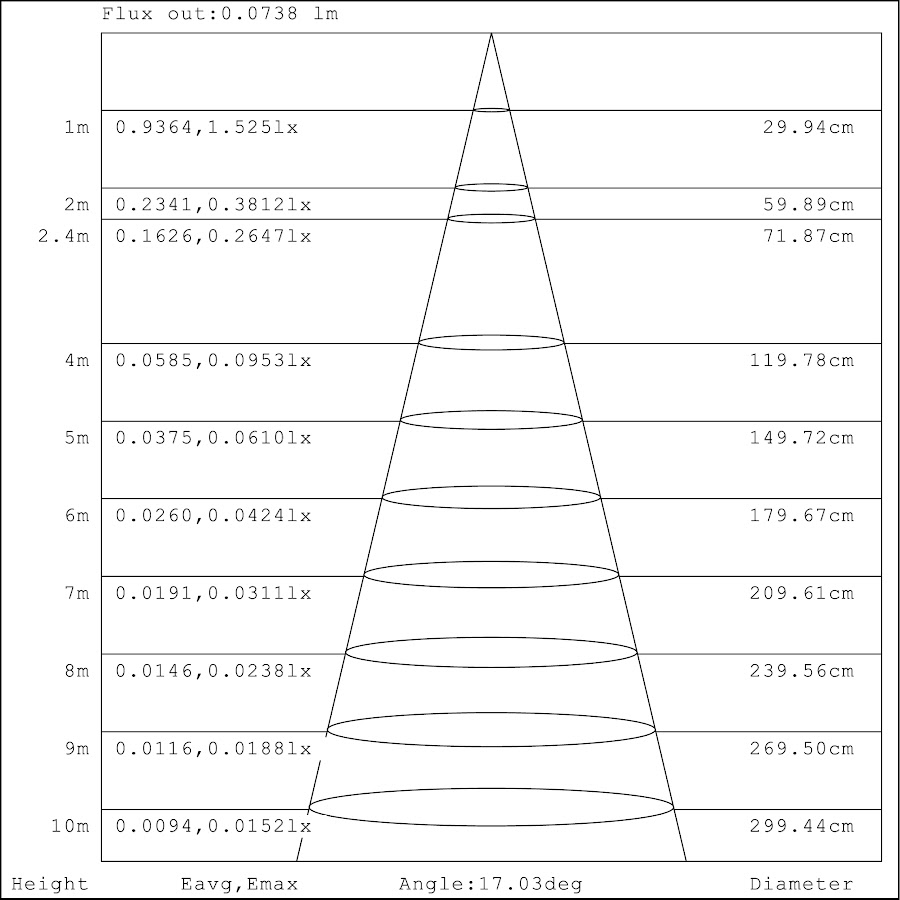 Flux out:0.0738 lm
1m 0.9364,1.525lx 29.94cm
2m 0.2341,0.3812lx 59.89cm
2.4m 0.1626,0.2647lx 71.87cm
4m 0.0585,0.0953lx 119.78cm
5m 0.0375,0.0610lx 149.72cm
6m 0.0260,0.0424lx 179.67cm
7m 0.0191,0.0311lx 209.61cm
8m 0.0146,0.0238lx 239.56cm
9m 0.0116,0.0188lx 269.50cm
10m 0.0094,0.0152lx 299.44cm
Height Eavg,Emax Angle:17.03deg Diameter